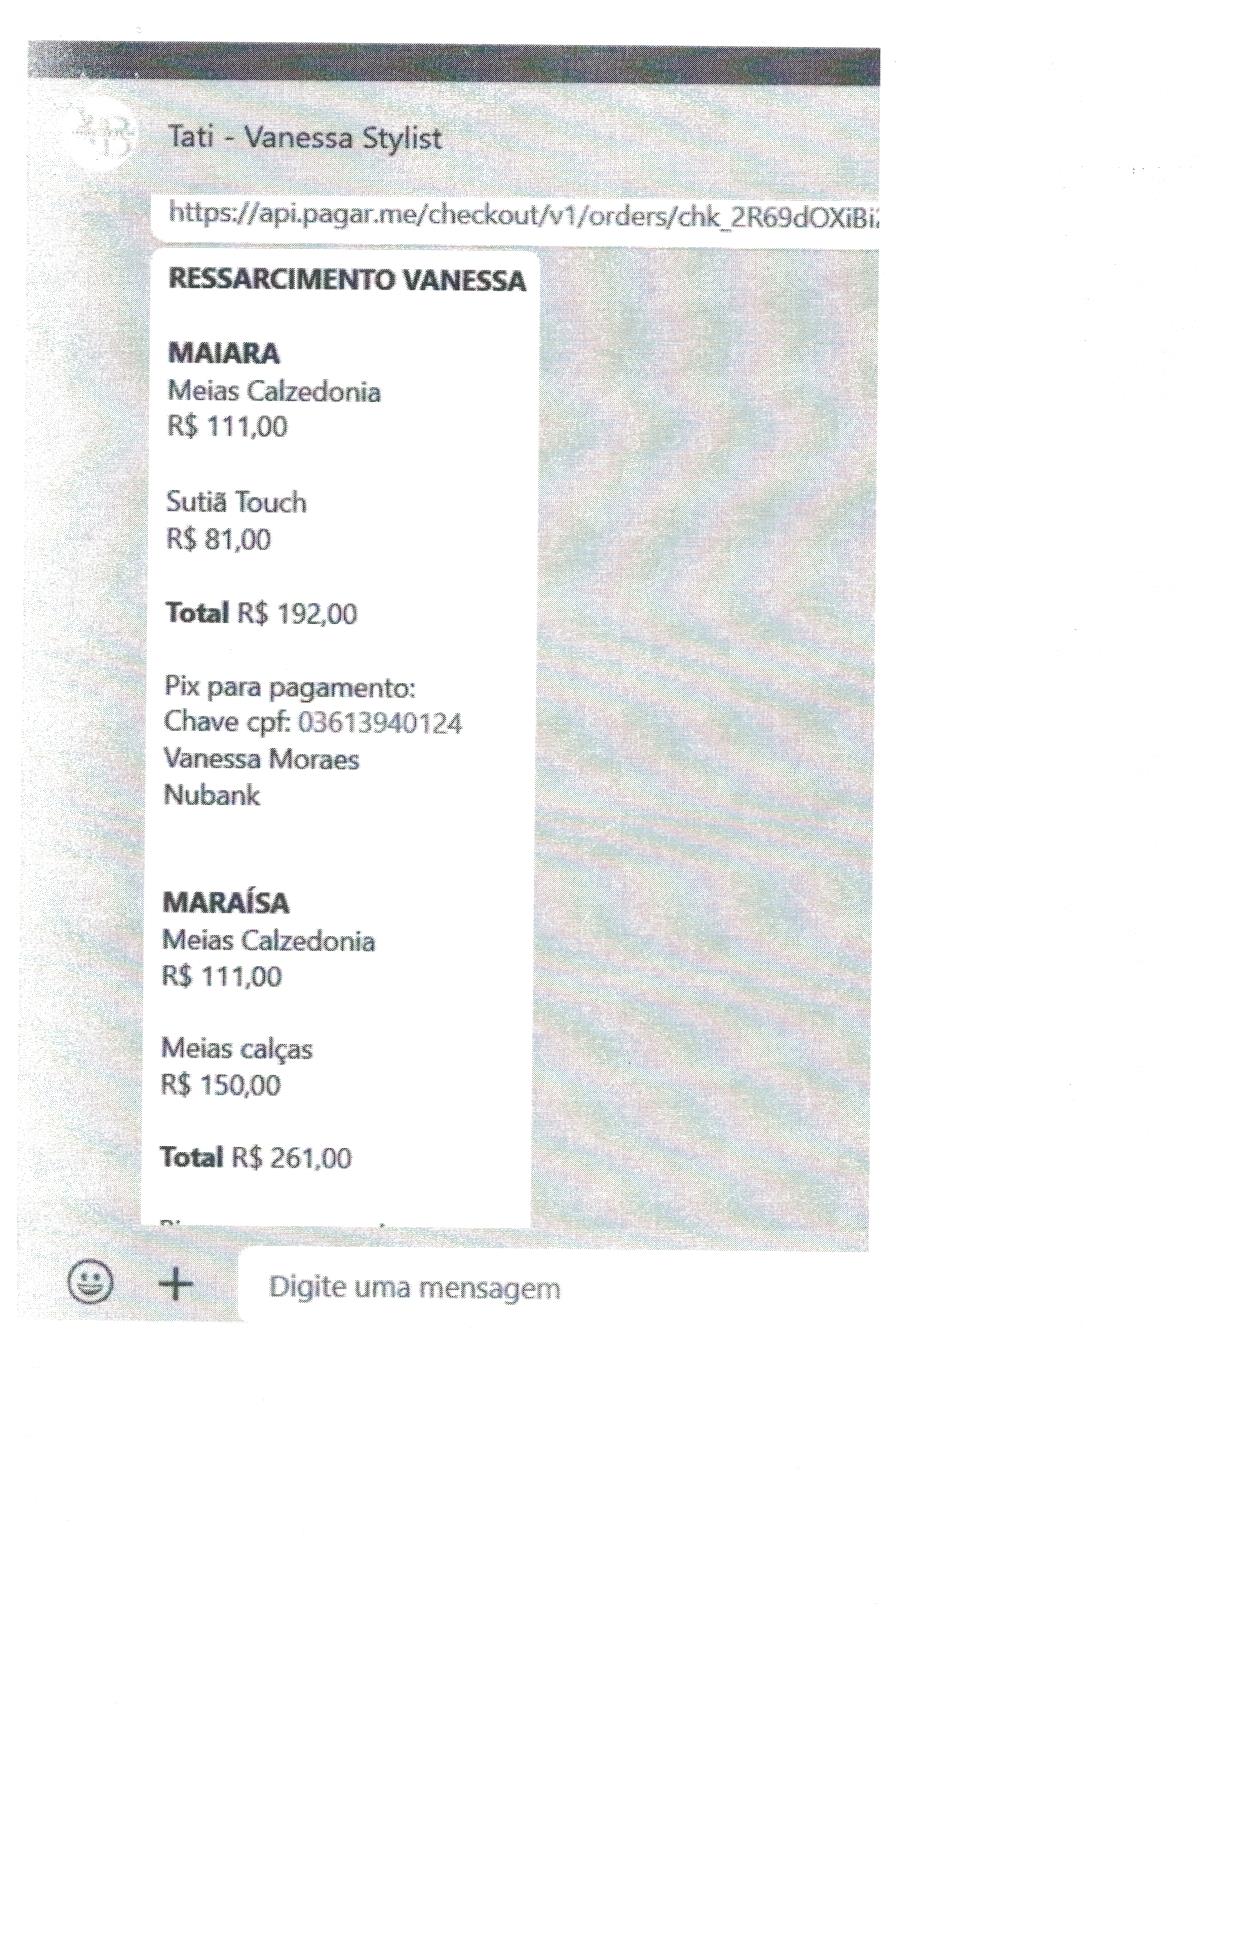 Tati - Vanessa Stylist
https://api.pagar.me/checkout/v1/orders/chk_2R69dOXiBi
RESSARCIMENTO VANESSA
MAIARA
Meias Calzedonia
R$ 111,00
Sutiã Touch
R$ 81,00
Total R$ 192,00
Pix para pagamento:
Chave cpf: 03613940124
Vanessa Moraes
Nubank
MARAÍSA
Meias Calzedonia
R$ 111,00
Meias calças
R$ 150,00
Total R$ 261,00
Digite uma mensagem